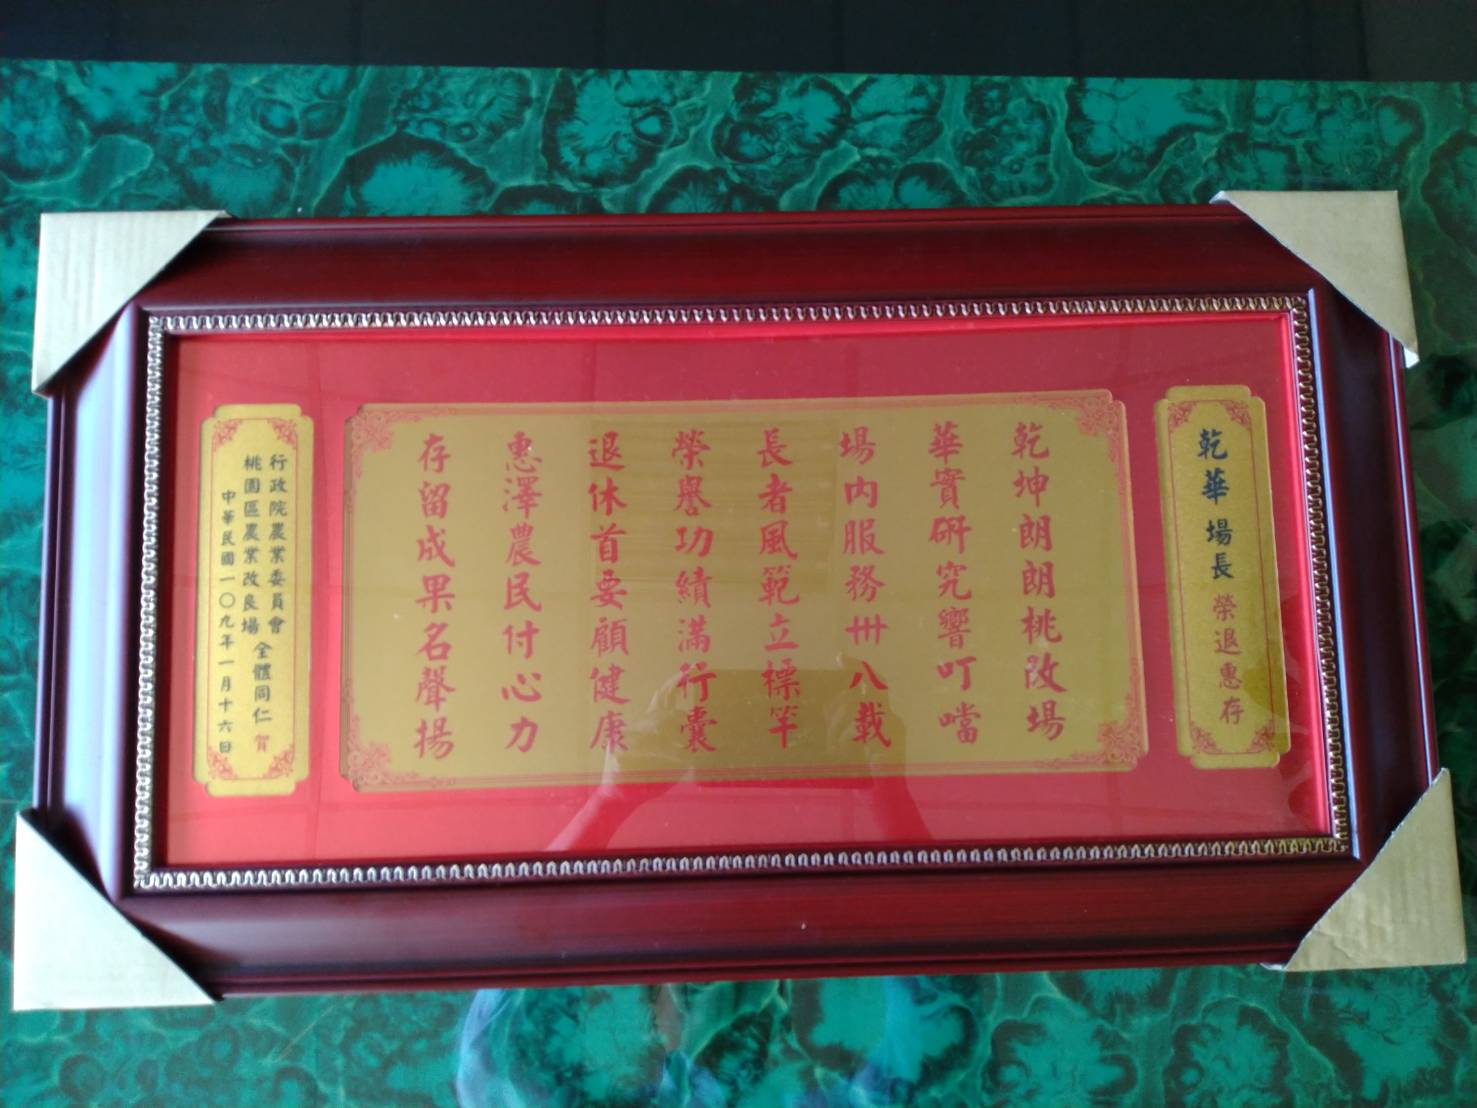 乾華場長 榮退惠存
乾坤朗朗桃改場
華實研究響叮噹
場內服務卅八載
長者風範立標竿
榮譽功績滿行囊
退休首要顧健康
惠澤農民付心力
存留成果名聲揚
行政院農業委員會
桃園區農業改良場 全體同仁 賀
中華民國一〇九年一月十六日